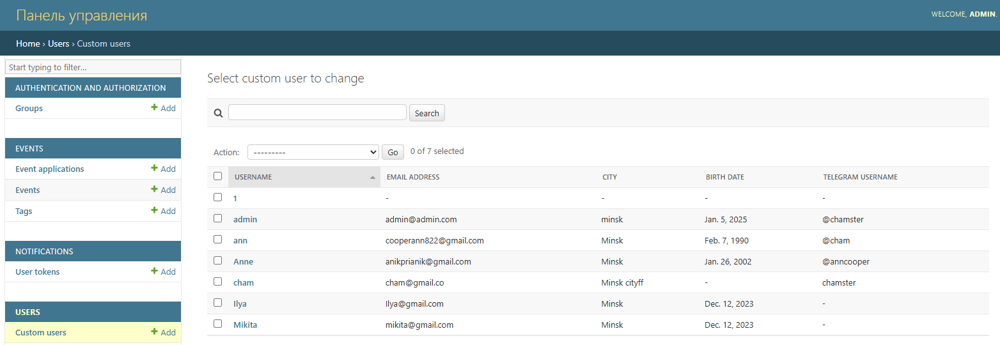 Панель управления
WELCOME, ADMIN.
Home › Users › Custom users
Start typing to filter...
AUTHENTICATION AND AUTHORIZATION
Groups + Add
EVENTS
Event applications + Add
Events + Add
Tags + Add
NOTIFICATIONS
User tokens + Add
USERS
Custom users + Add
Select custom user to change
Search
Action: --------- Go 0 of 7 selected
USERNAME EMAIL ADDRESS CITY BIRTH DATE TELEGRAM USERNAME
1 - - - -
admin admin@admin.com minsk Jan. 5, 2025 @chamster
ann cooperann822@gmail.com Minsk Feb. 7, 1990 @cham
Anne anikprianik@gmail.com Minsk Jan. 26, 2002 @anncooper
cham cham@gmail.co Minsk cityff - chamster
Ilya Ilya@gmail.com Minsk Dec. 12, 2023 -
Mikita mikita@gmail.com Minsk Dec. 12, 2023 -